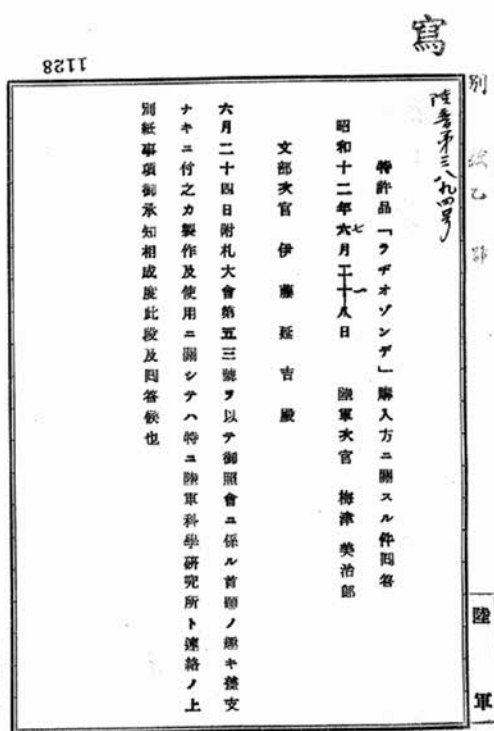 寫
1128
別
陸普第三八九四号
特許品「ラヂオゾンデ」購入方ニ關スル件囘答
昭和十二年六七月二十八一日 陸軍次官 梅津美治郎
文部次官 伊藤延吉殿
六月二十四日附札大會第五三號ヲ以テ御照會ニ係ル首題ノ趣キ差支
ナキニ付之カ製作及使用ニ關シテハ特ニ陸軍科學研究所ト連絡ノ上
別紙事項御承知相成度此段及囘答候也
陸軍